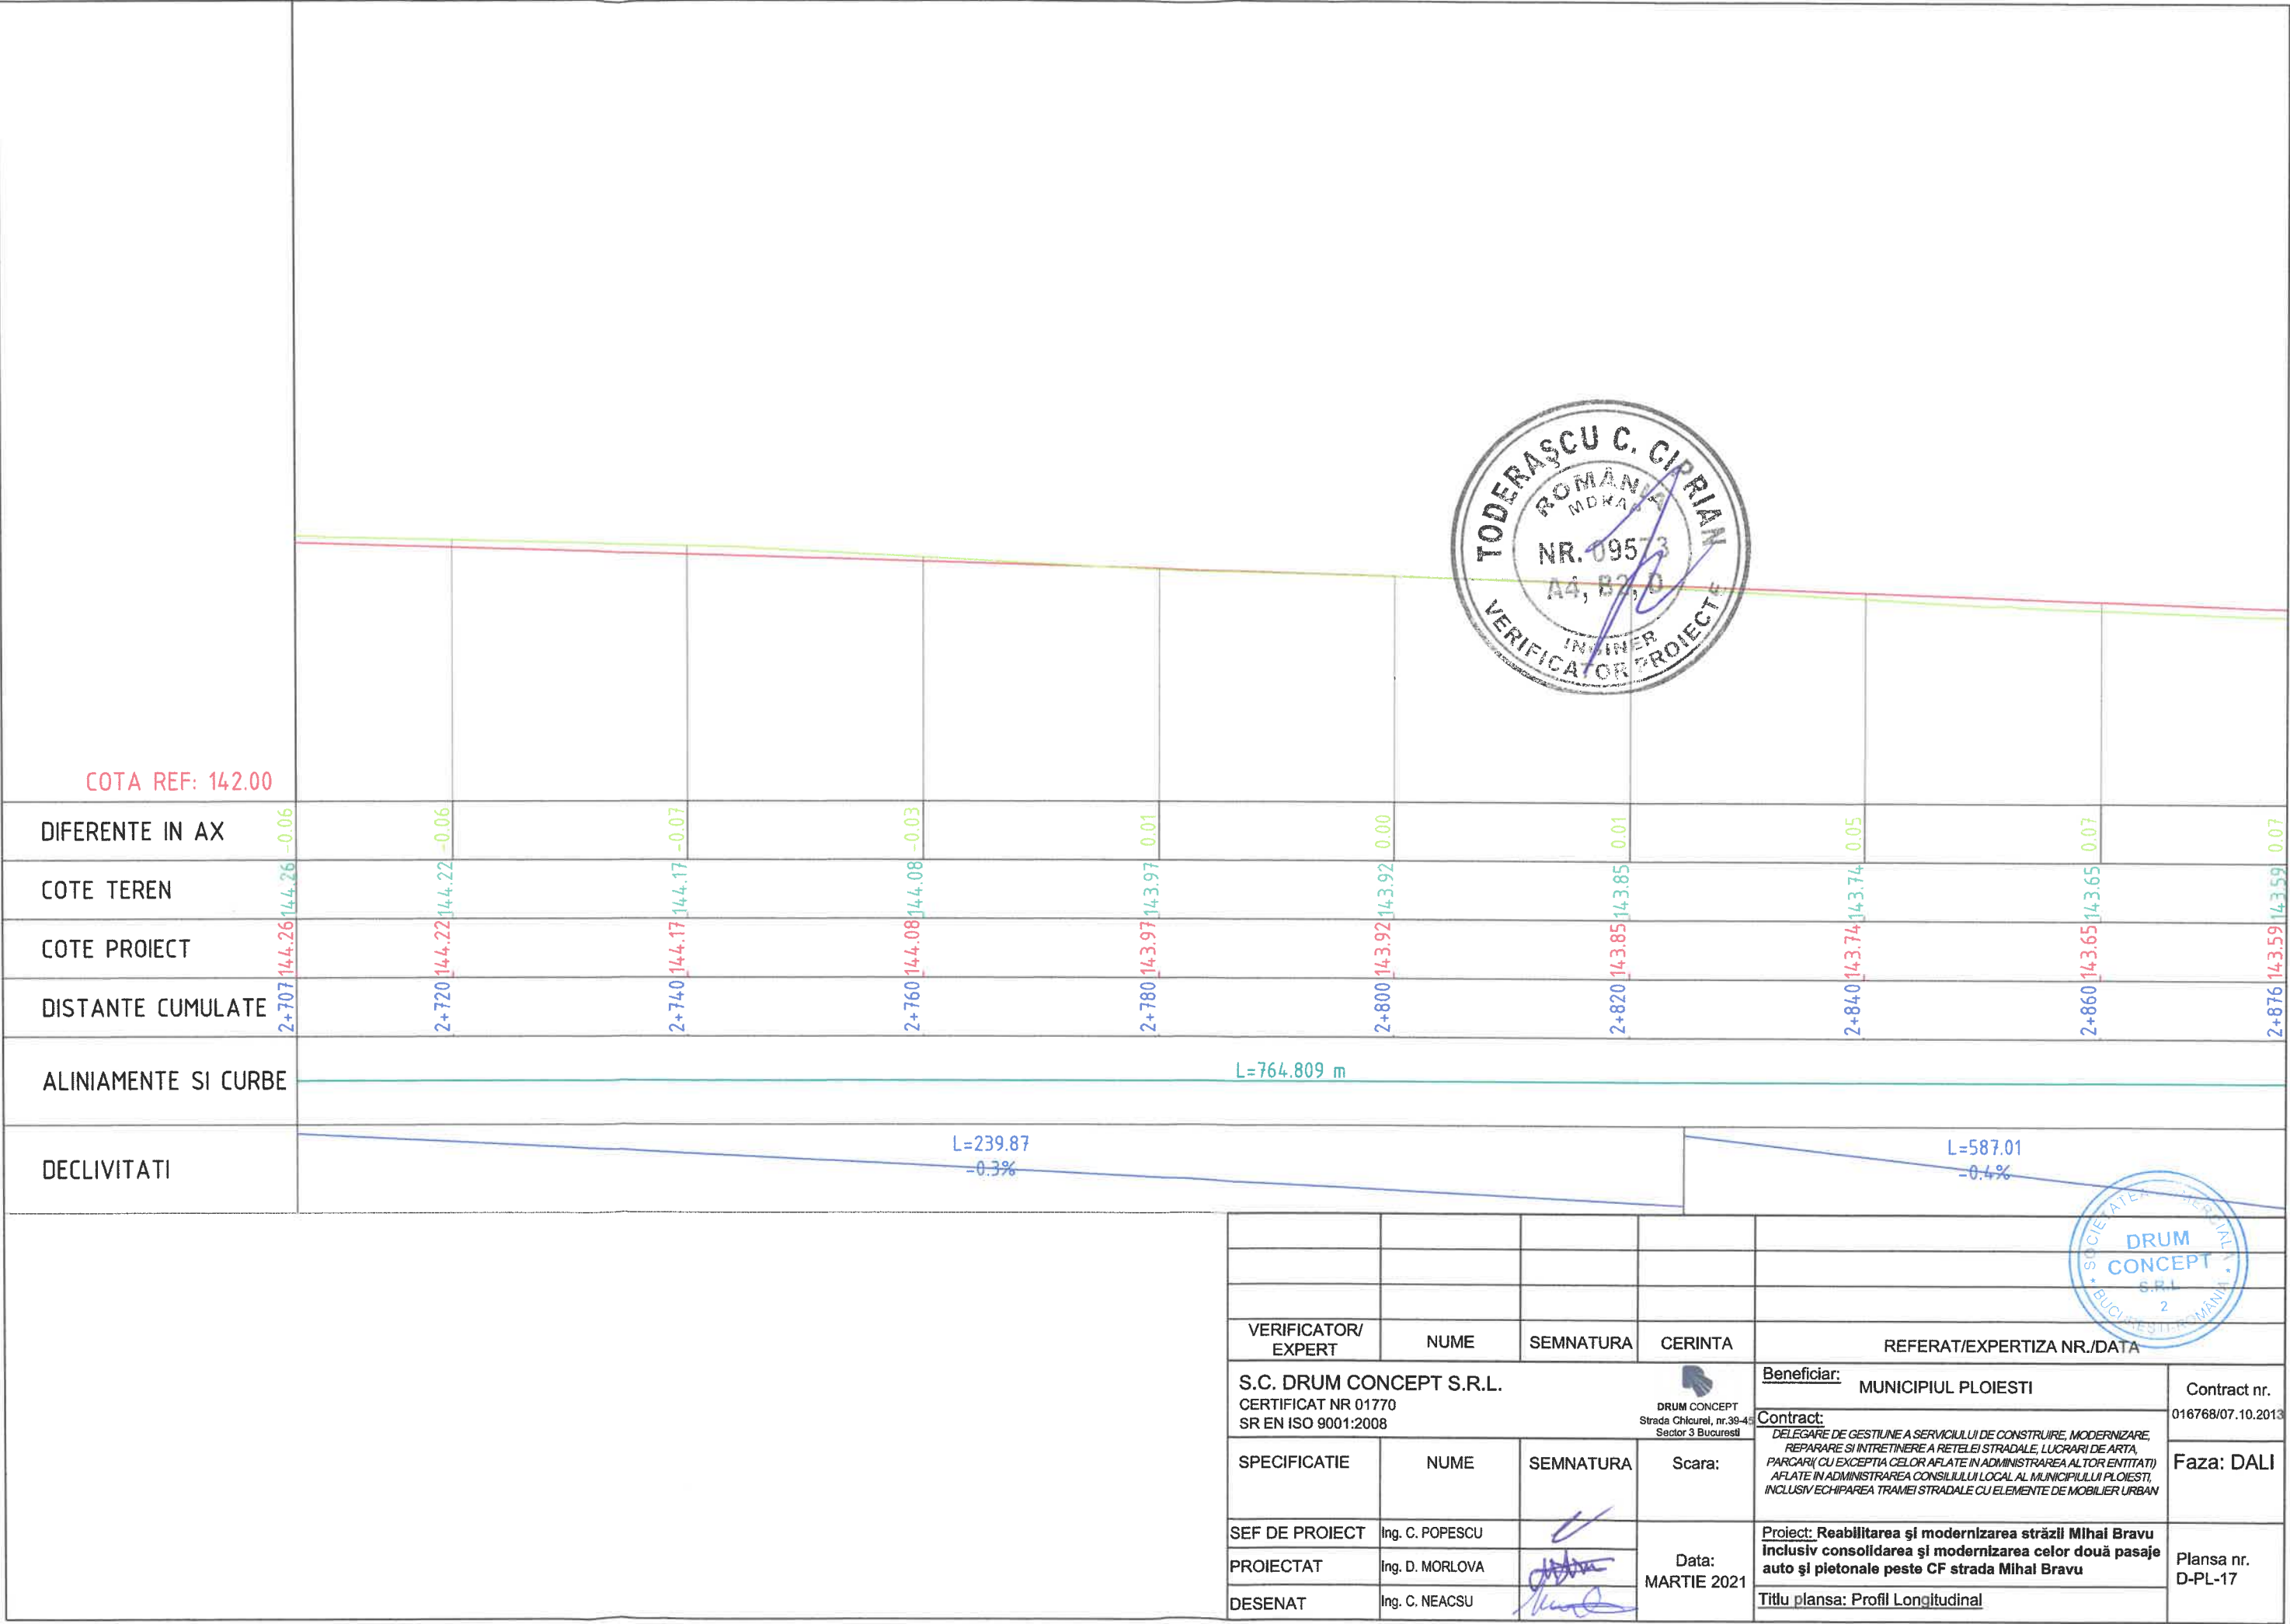 TODERAŞCU C. CIPRIAN
ROMÂNIA
NR. 09573
A4, B2, D
INGINER
VERIFICATOR PROIECTE
COTA REF: 142.00
DIFERENTE IN AX -0.06 -0.06 -0.07 -0.03 0.01 0.00 0.01 0.05 0.07 0.07
COTE TEREN 144.26 144.22 144.17 144.08 143.97 143.92 143.85 143.74 143.65 143.59
COTE PROIECT 144.26 144.22 144.17 144.08 143.97 143.92 143.85 143.74 143.65 143.59
DISTANTE CUMULATE 2+707 2+720 2+740 2+760 2+780 2+800 2+820 2+840 2+860 2+876
ALINIAMENTE SI CURBE L=764.809 m
DECLIVITATI
L=239.87
-0.3%
L=587.01
-0.4%
SOCIETATEA COMERCIALA
DRUM
CONCEPT
S.R.L
2
BUCUREŞTI-ROMÂNIA
VERIFICATOR/
EXPERT
NUME
SEMNATURA
CERINTA
REFERAT/EXPERTIZA NR./DATA
S.C. DRUM CONCEPT S.R.L.
CERTIFICAT NR 01770
SR EN ISO 9001:2008
DRUM CONCEPT
Strada Chicurei, nr.39-45
Sector 3 Bucuresti
Beneficiar:
MUNICIPIUL PLOIESTI
Contract nr.
016768/07.10.2013
Contract:
DELEGARE DE GESTIUNE A SERVICIULUI DE CONSTRUIRE, MODERNIZARE,
REPARARE SI INTRETINERE A RETELEI STRADALE, LUCRARI DE ARTA,
PARCARI( CU EXCEPTIA CELOR AFLATE IN ADMINISTRAREA ALTOR ENTITATI)
AFLATE IN ADMINISTRAREA CONSILIULUI LOCAL AL MUNICIPIULUI PLOIESTI,
INCLUSIV ECHIPAREA TRAMEI STRADALE CU ELEMENTE DE MOBILIER URBAN
Faza: DALI
SPECIFICATIE
NUME
SEMNATURA
Scara:
SEF DE PROIECT Ing. C. POPESCU
PROIECTAT Ing. D. MORLOVA
DESENAT Ing. C. NEACSU
Data:
MARTIE 2021
Proiect: Reabilitarea şi modernizarea străzii Mihai Bravu
inclusiv consolidarea şi modernizarea celor două pasaje
auto şi pietonale peste CF strada Mihai Bravu
Titlu plansa: Profil Longitudinal
Plansa nr.
D-PL-17